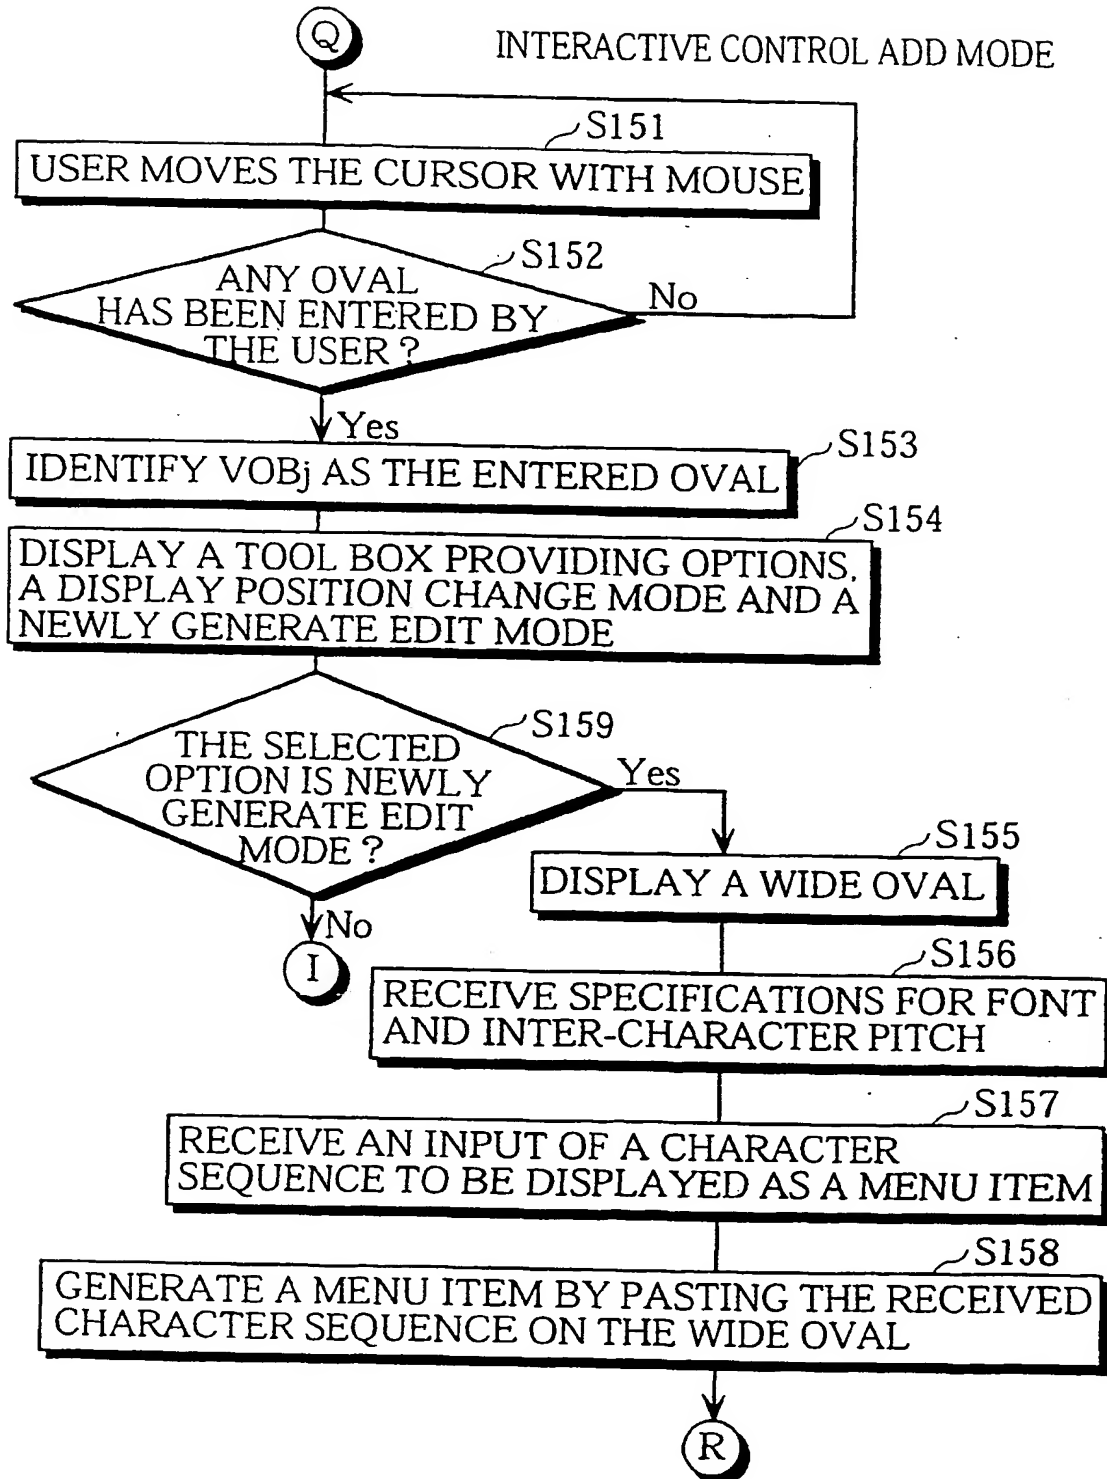 Q
INTERACTIVE CONTROL ADD MODE
S151
USER MOVES THE CURSOR WITH MOUSE
S152
ANY OVAL
HAS BEEN ENTERED BY
THE USER ?
No
Yes
S153
IDENTIFY VOBj AS THE ENTERED OVAL
S154
DISPLAY A TOOL BOX PROVIDING OPTIONS,
A DISPLAY POSITION CHANGE MODE AND A
NEWLY GENERATE EDIT MODE
S159
THE SELECTED
OPTION IS NEWLY
GENERATE EDIT
MODE ?
Yes
No
I
S155
DISPLAY A WIDE OVAL
S156
RECEIVE SPECIFICATIONS FOR FONT
AND INTER-CHARACTER PITCH
S157
RECEIVE AN INPUT OF A CHARACTER
SEQUENCE TO BE DISPLAYED AS A MENU ITEM
S158
GENERATE A MENU ITEM BY PASTING THE RECEIVED
CHARACTER SEQUENCE ON THE WIDE OVAL
R